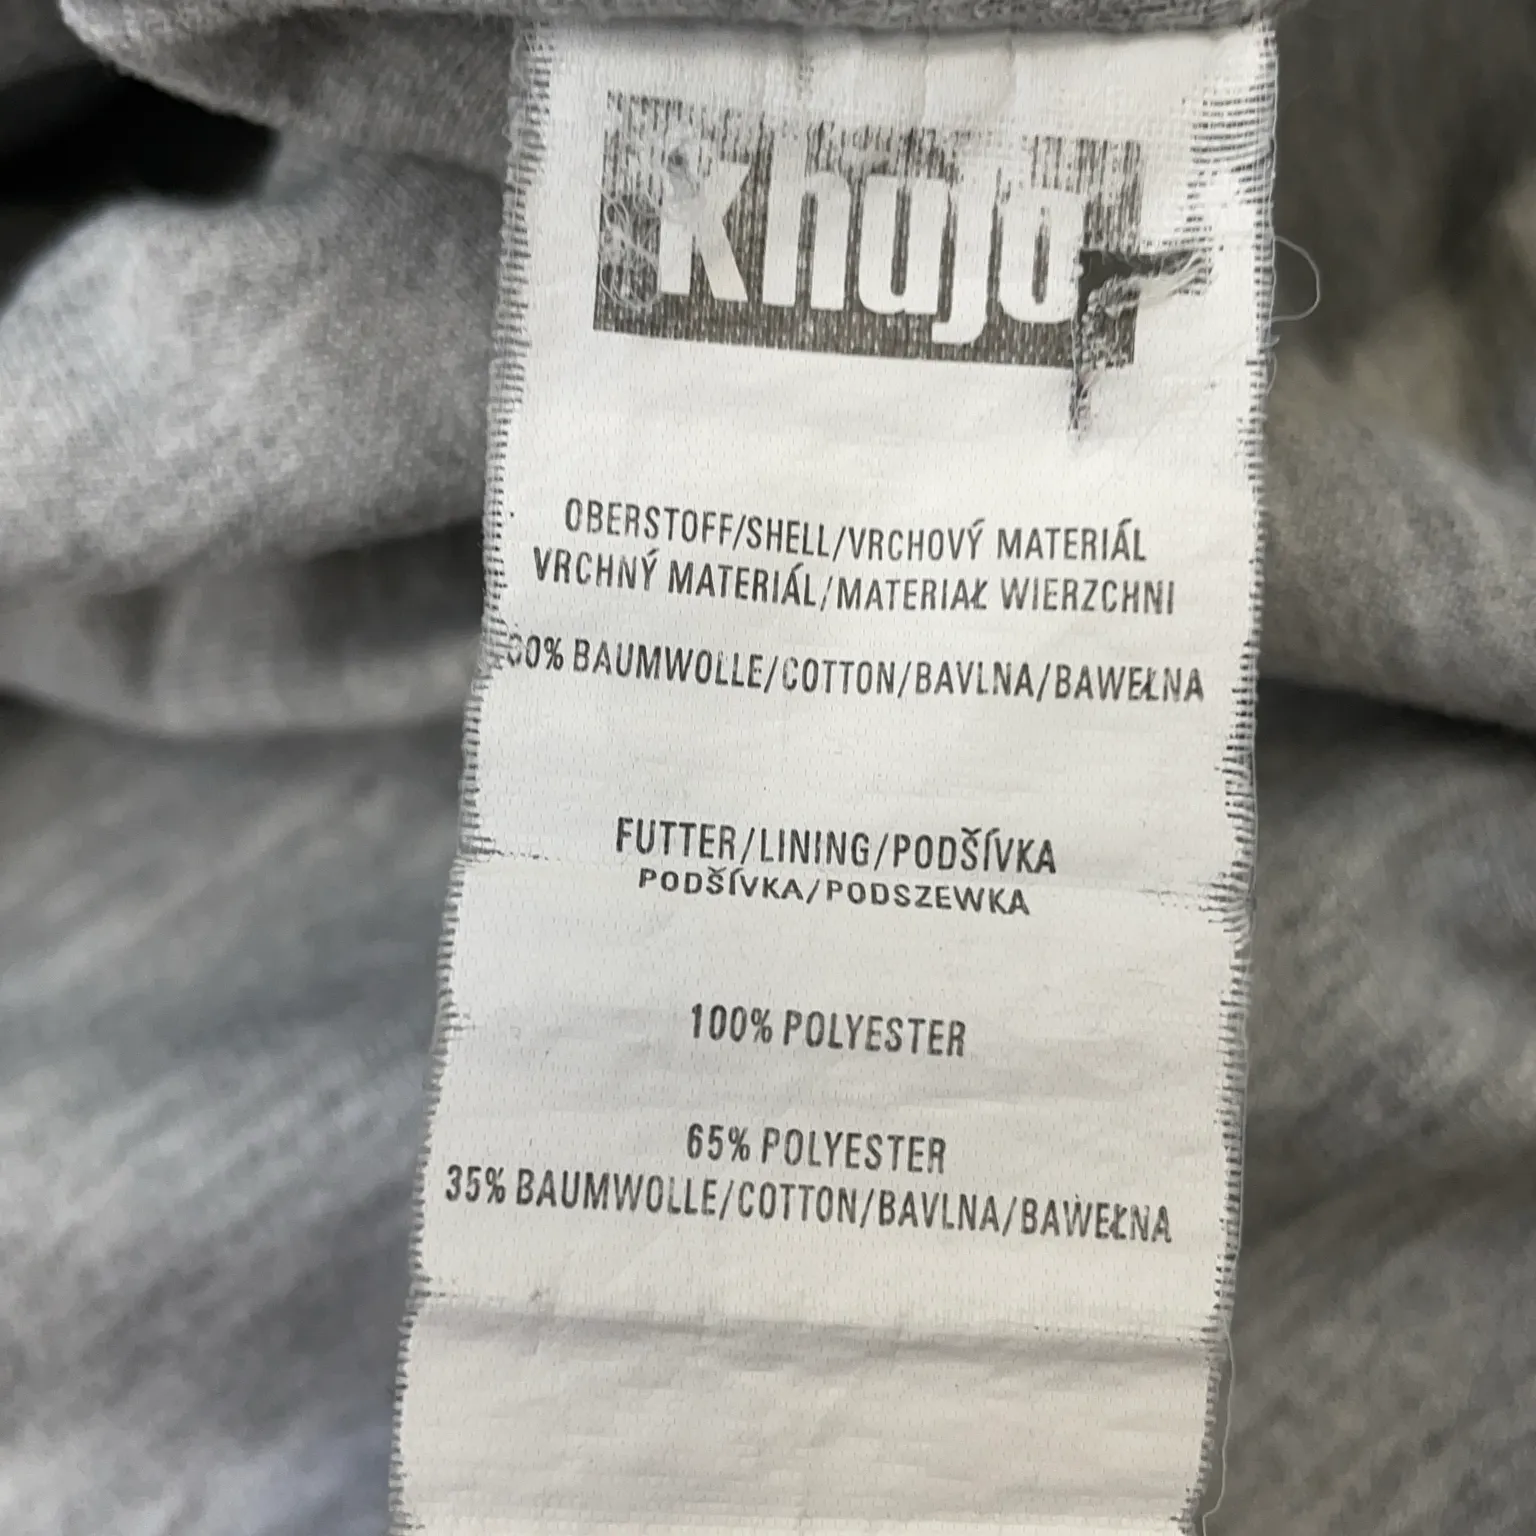 khujo
OBERSTOFF/SHELL/VRCHOVÝ MATERIÁL
VRCHNÝ MATERIÁL/MATERIAŁ WIERZCHNI
00% BAUMWOLLE/COTTON/BAVLNA/BAWEŁNA
FUTTER/LINING/PODŠÍVKA
PODŠÍVKA/PODSZEWKA
100% POLYESTER
65% POLYESTER
35% BAUMWOLLE/COTTON/BAVLNA/BAWEŁNA